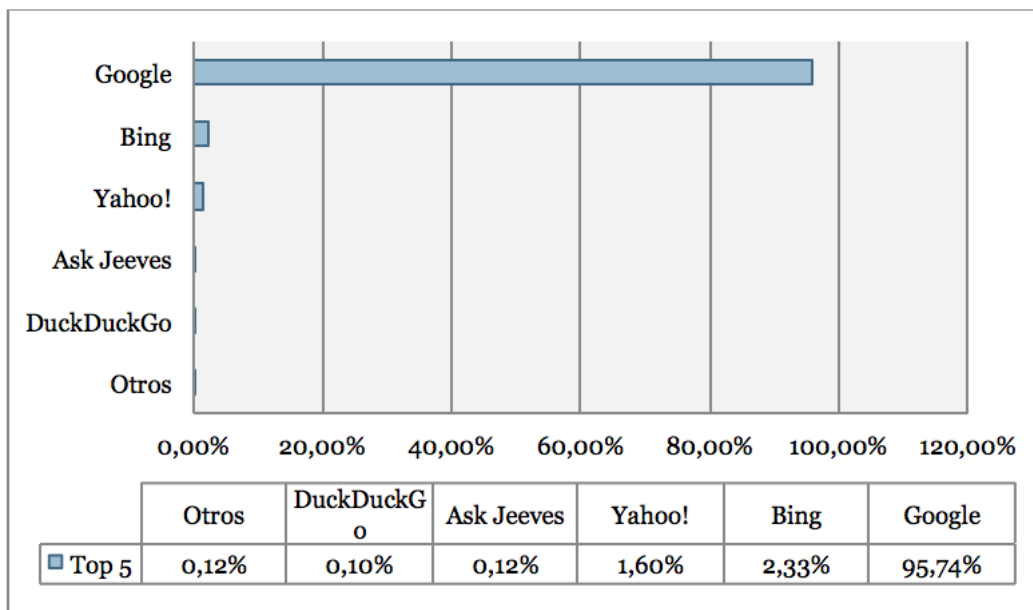 Google
Bing
Yahoo!
Ask Jeeves
DuckDuckGo
Otros
0,00% 20,00% 40,00% 60,00% 80,00% 100,00% 120,00%
Otros DuckDuckG
o Ask Jeeves Yahoo! Bing Google
Top 5 0,12% 0,10% 0,12% 1,60% 2,33% 95,74%